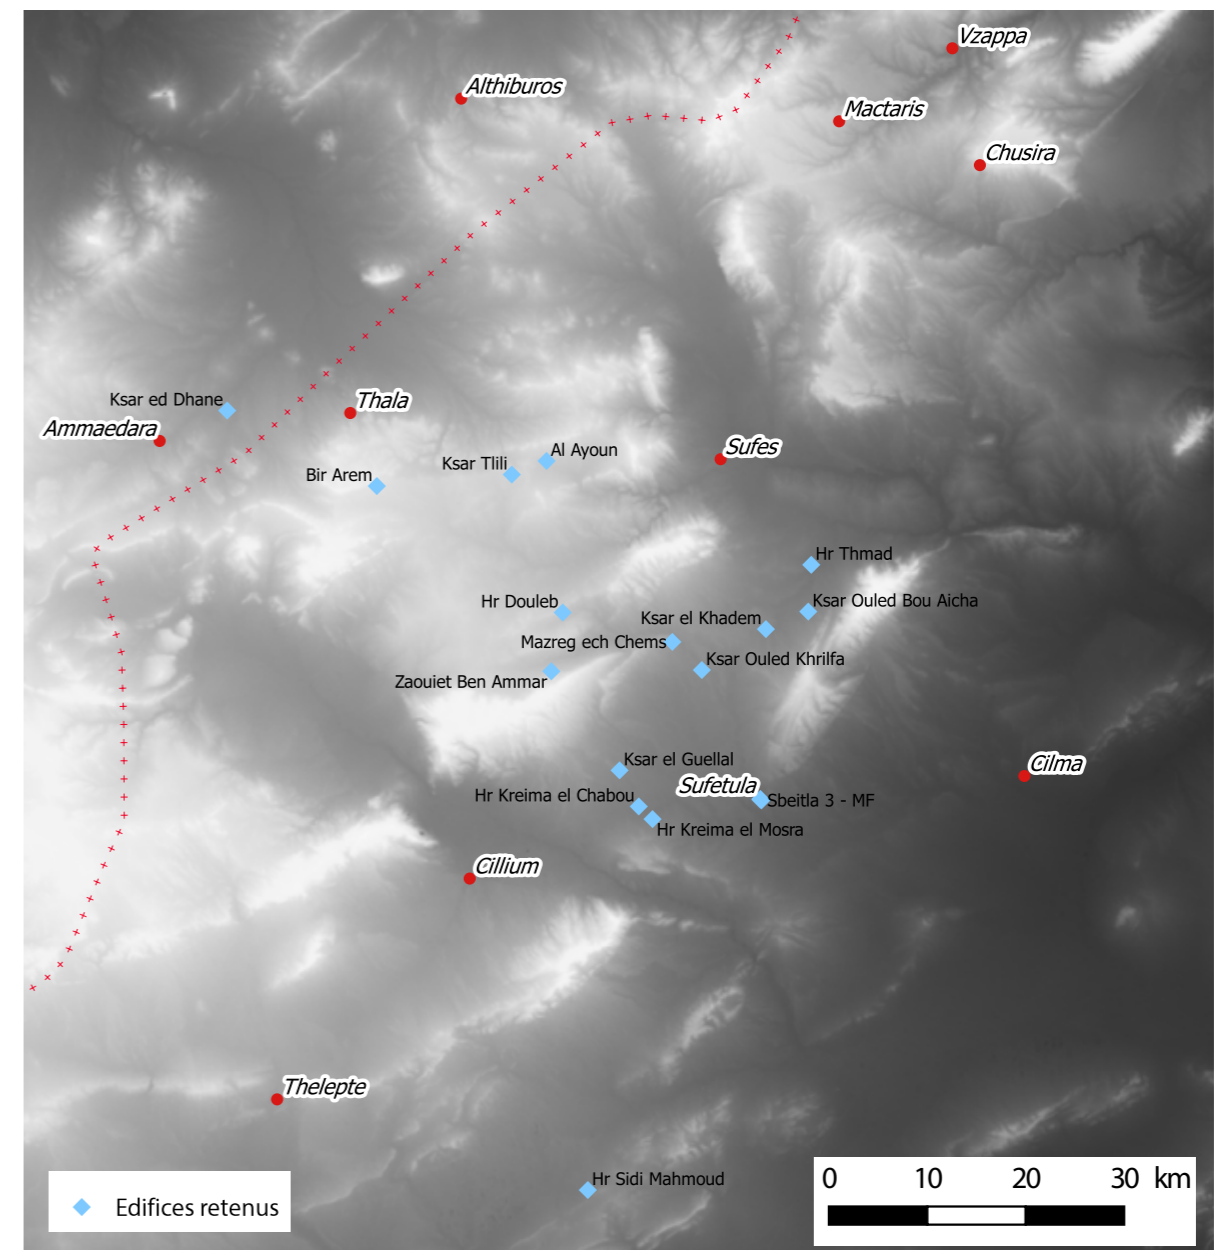 Vzappa
Althiburos
Mactaris
Chusira
Ksar ed Dhane
Thala
Ammaedara
Sufes
Al Ayoun
Ksar Tlili
Bir Arem
Hr Thmad
Hr Douleb
Ksar Ouled Bou Aicha
Ksar el Khadem
Mazreg ech Chems
Ksar Ouled Khrilfa
Zaouiet Ben Ammar
Ksar el Guellal
Cilma
Sufetula
Hr Kreima el Chabou
Sbeitla 3 - MF
Hr Kreima el Mosra
Cillium
Thelepte
Hr Sidi Mahmoud
Edifices retenus
0 10 20 30 km